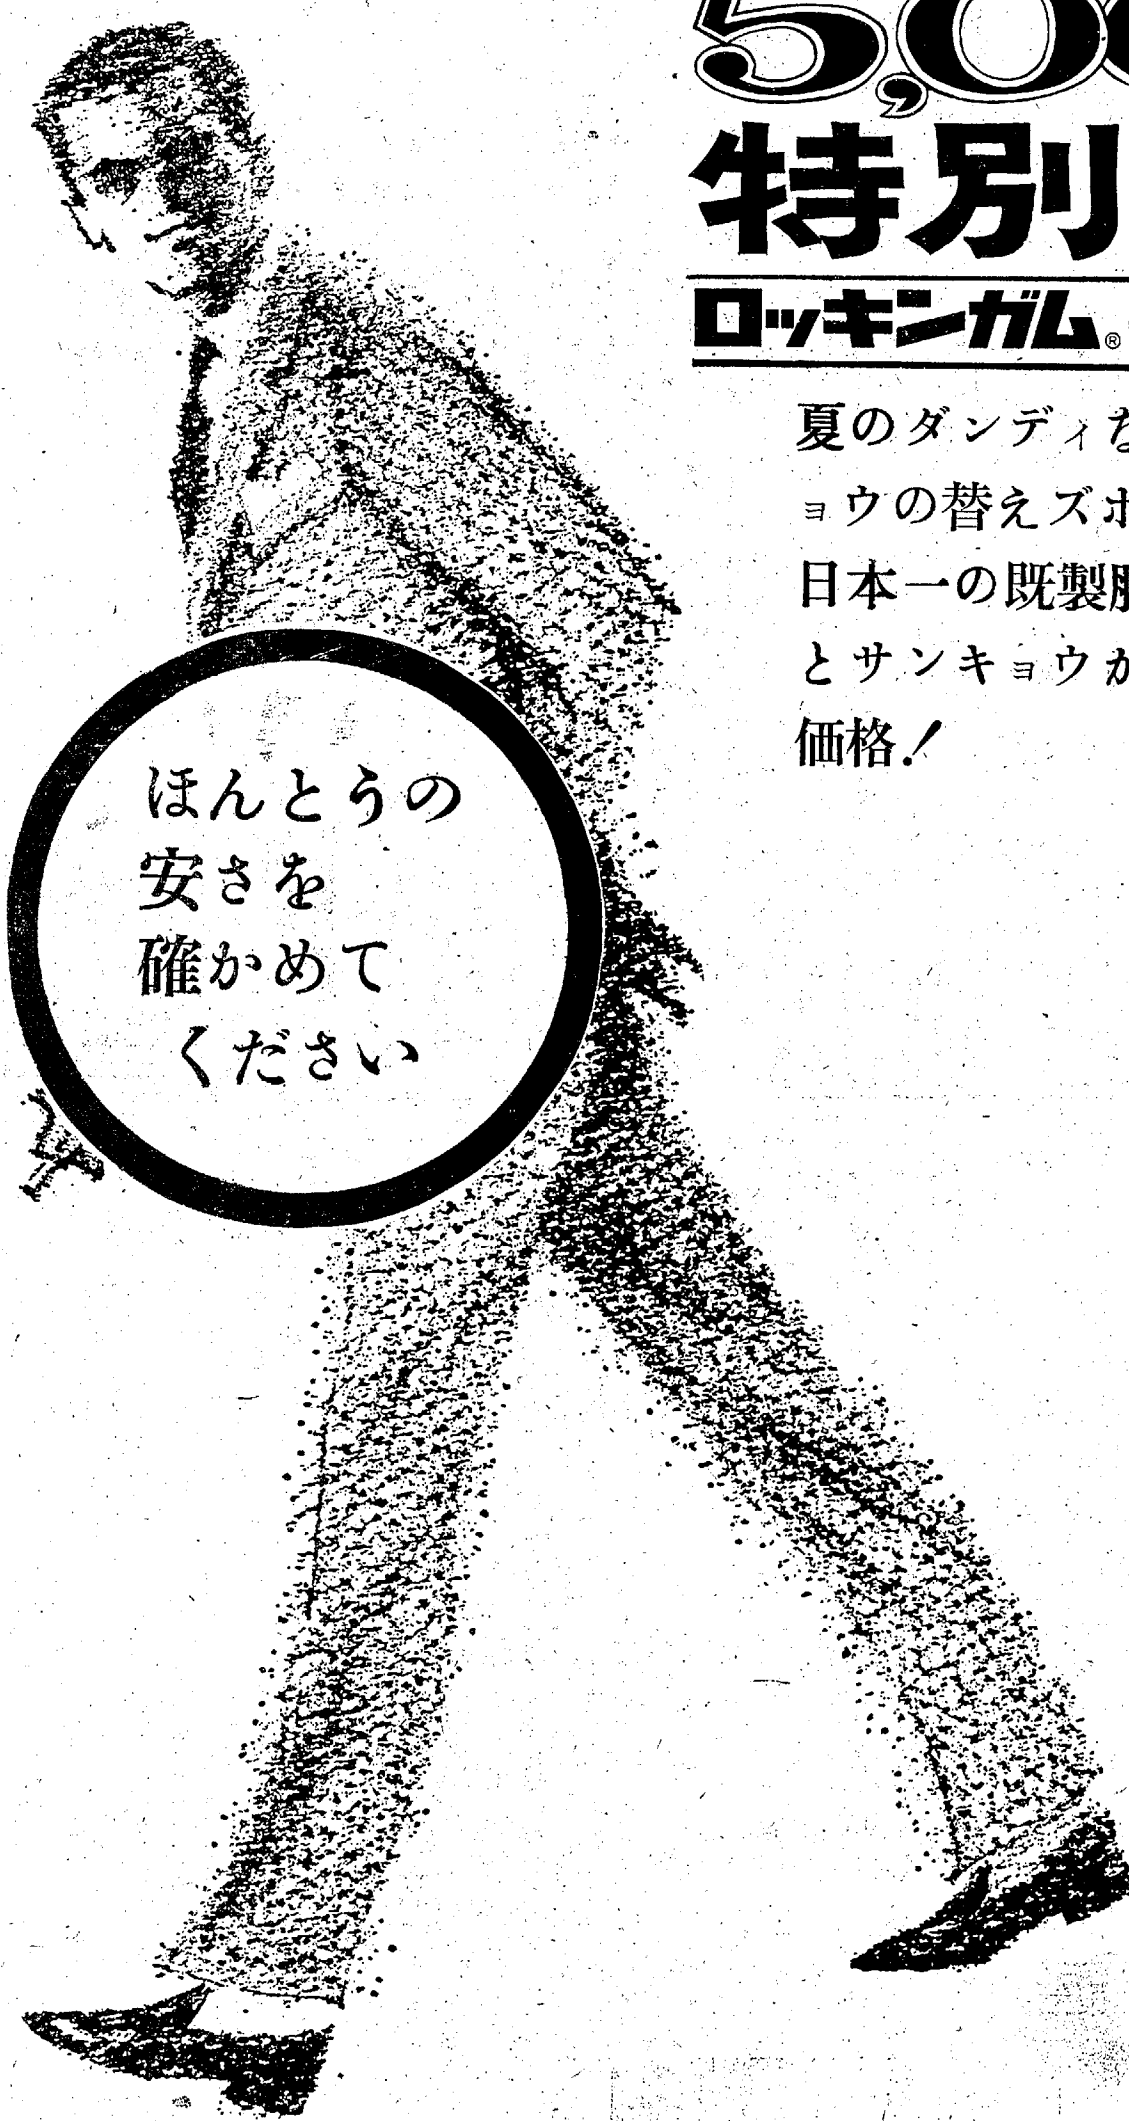 5,0
特別
ロッキンガム®
夏のダンディ
ョウの替えズボ
日本一の既製
とサンキョウが
価格!
ほんとうの
安さを
確かめて
ください